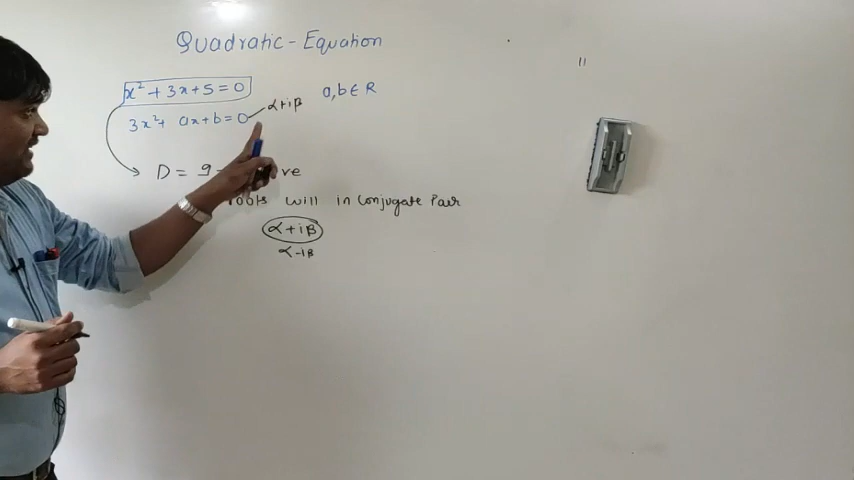 Quadratic - Equation
x² + 3x + 5 = 0
α+iβ
a, b ∈ R
3x² + ax + b = 0
D = 9 - ve
roots will in Conjugate Pair
α + iβ
α - iβ